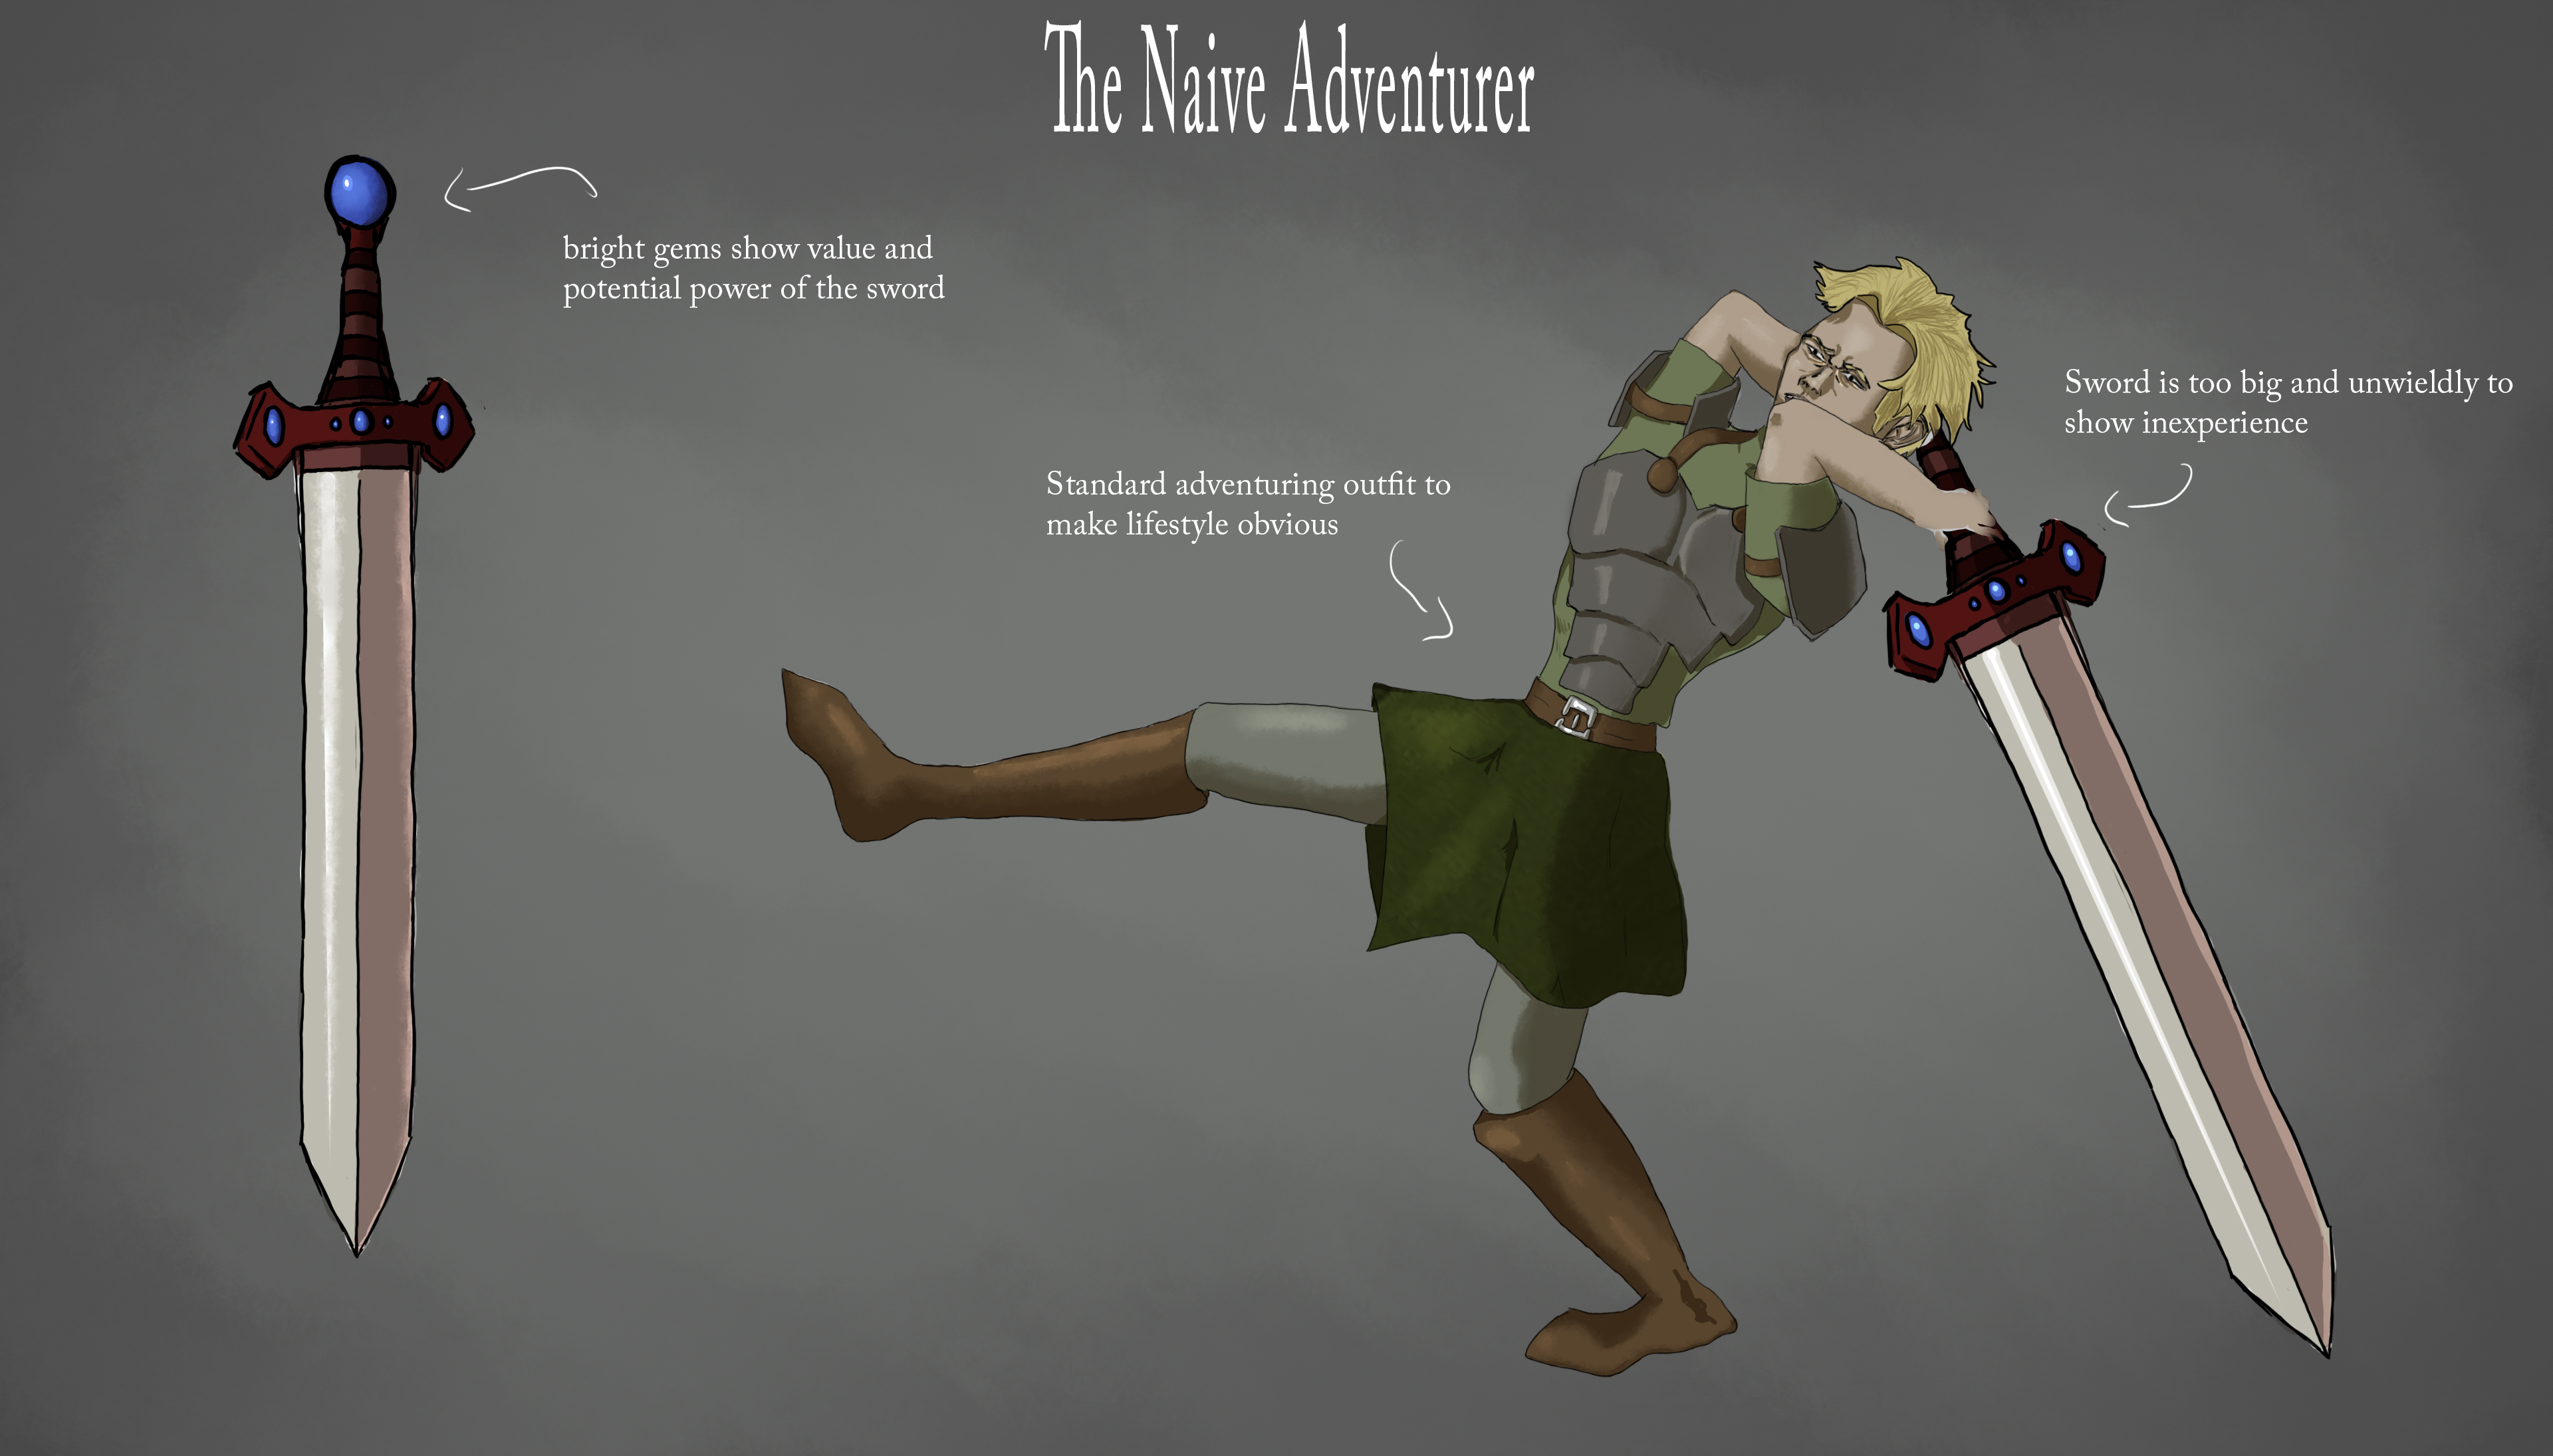 The Naive Adventurer
bright gems show value and
potential power of the sword
Sword is too big and unwieldly to
show inexperience
Standard adventuring outfit to
make lifestyle obvious